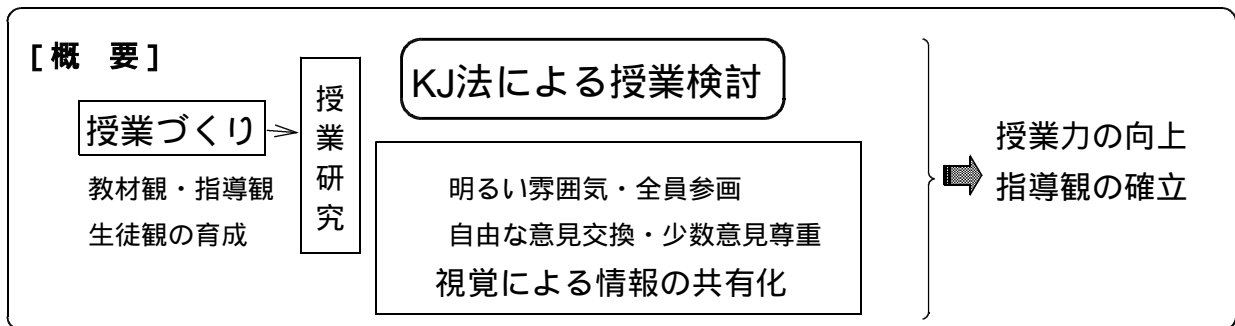 [概　要]
授業づくり
教材観・指導観
生徒観の育成
授業研究
KJ法による授業検討
明るい雰囲気・全員参画
自由な意見交換・少数意見尊重
視覚による情報の共有化
授業力の向上
指導観の確立